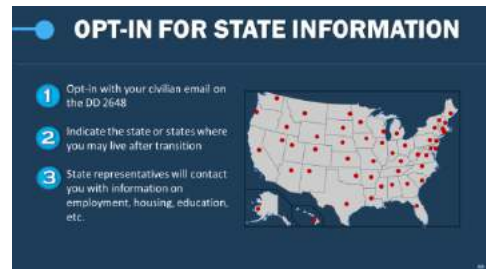 OPT-IN FOR STATE INFORMATION
1 Opt-in with your civilian email on
the DD 2648
2 Indicate the state or states where
you may live after transition
3 State representatives will contact
you with information on
employment, housing, education,
etc.